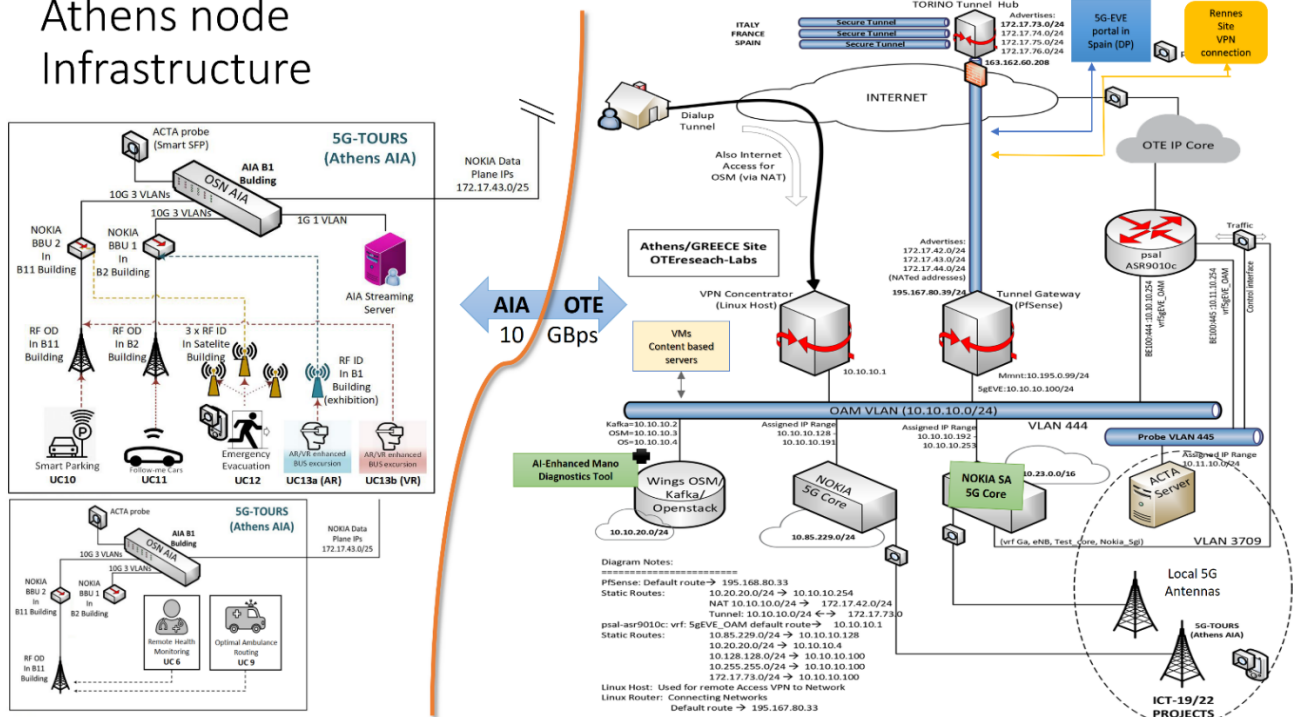 Athens node
Infrastructure
ACTA probe
(Smart SFP)
5G-TOURS
(Athens AIA)
AIA B1
Bulding
OSN AIA
10G 3 VLANs
10G 3 VLANs
1G 1 VLAN
NOKIA Data
Plane IPs
172.17.43.0/25
NOKIA
BBU 2
In
B11 Building
NOKIA
BBU 1
In
B2 Building
AIA Streaming
Server
RF OD
In B11
Building
RF OD
In B2
Building
3 x RF ID
In Satelite
Building
RF ID
In B1
Building
(exhibition)
Smart Parking
UC10
Follow-me Cars
UC11
Emergency
Evacuation
UC12
AR/VR enhanced
BUS excursion
UC13a (AR)
AR/VR enhanced
BUS excursion
UC13b (VR)
ACTA probe
5G-TOURS
(Athens AIA)
AIA B1
Bulding
OSN AIA
10G 3 VLANs
10G 3 VLANs
NOKIA Data
Plane IPs
172.17.43.0/25
NOKIA
BBU 2
In
B11 Building
NOKIA
BBU 1
In
B2 Building
Remote Health
Monitoring
UC 6
Optimal Ambulance
Routing
UC 9
RF OD
In B11
Building
AIA OTE
10 GBps
TORINO Tunnel Hub
ITALY
FRANCE
SPAIN
Secure Tunnel
Secure Tunnel
Secure Tunnel
Advertises:
172.17.73.0/24
172.17.74.0/24
172.17.75.0/24
172.17.76.0/24
163.162.60.208
5G-EVE
portal in
Spain (DP)
Rennes
Site
VPN
connection
INTERNET
Dialup
Tunnel
Also Internet
Access for
OSM (via NAT)
OTE IP Core
Athens/GREECE Site
OTEreseach-Labs
Advertises:
172.17.42.0/24
172.17.43.0/24
172.17.44.0/24
(NATed addresses)
195.167.80.39/24
psal
ASR9010c
Traffic
Control interface
BE100:444 :10.10.10.254
vrf5gEVE_OAM
BE100:445 :10.11.10.254
vrf5gEVE_OAM
VPN Concentrator
(Linux Host)
Tunnel Gateway
(PfSense)
VMs
Content based
servers
10.10.10.1
Mmnt:10.195.0.99/24
5gEVE:10.10.10.100/24
OAM VLAN (10.10.10.0/24)
VLAN 444
Kafka=10.10.10.2
OSM=10.10.10.3
OS=10.10.10.4
Assigned IP Range
10.10.10.128 -
10.10.10.191
Assigned IP Range
10.10.10.192 -
10.10.10.253
Probe VLAN 445
Assigned IP Range
10.11.10.0/24
AI-Enhanced Mano
Diagnostics Tool
Wings OSM/
Kafka/
Openstack
10.10.20.0/24
NOKIA
5G Core
10.85.229.0/24
NOKIA SA
5G Core
10.23.0.0/16
ACTA
Server
(vrf Ga, eNB, Test_core, Nokia_Sgi)
VLAN 3709
Local 5G
Antennas
5G-TOURS
(Athens AIA)
ICT-19/22
PROJECTS
Diagram Notes:
========================
PfSense: Default route→ 195.168.80.33
Static Routes: 10.20.20.0/24 → 10.10.10.254
NAT 10.10.10.0/24 → 172.17.42.0/24
Tunnel: 10.10.10.0/24 ←→ 172.17.73.0
psal-asr9010c: vrf: 5gEVE_OAM default route→ 10.10.10.1
Static Routes: 10.85.229.0/24 → 10.10.10.128
10.20.20.0/24 → 10.10.10.4
10.128.128.0/24 → 10.10.10.100
10.255.255.0/24 → 10.10.10.100
172.17.73.0/24 → 10.10.10.100
Linux Host: Used for remote Access VPN to Network
Linux Router: Connecting Networks
Default route → 195.167.80.33